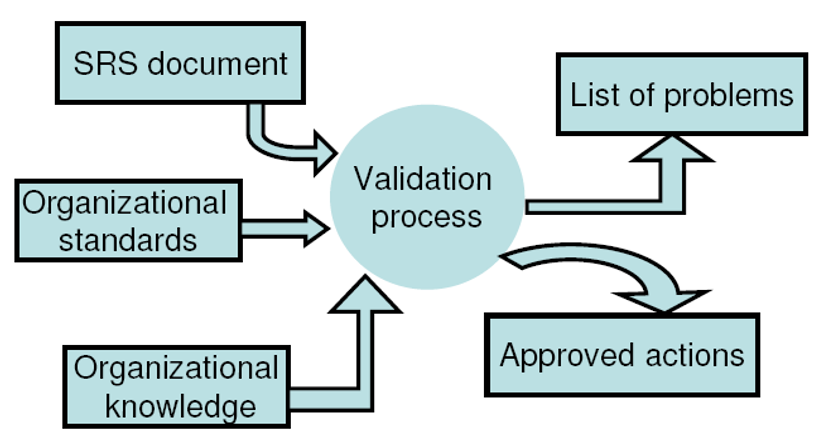 SRS document
List of problems
Validation
process
Organizational
standards
Approved actions
Organizational
knowledge